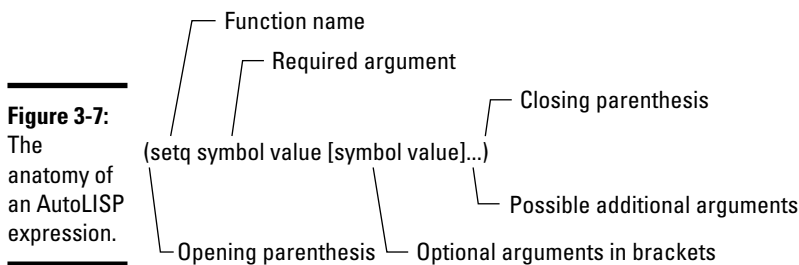 Function name
Required argument
Closing parenthesis
Figure 3-7:
The
anatomy of
an AutoLISP
expression.
(setq symbol value [symbol value]...)
Possible additional arguments
Opening parenthesis
Optional arguments in brackets